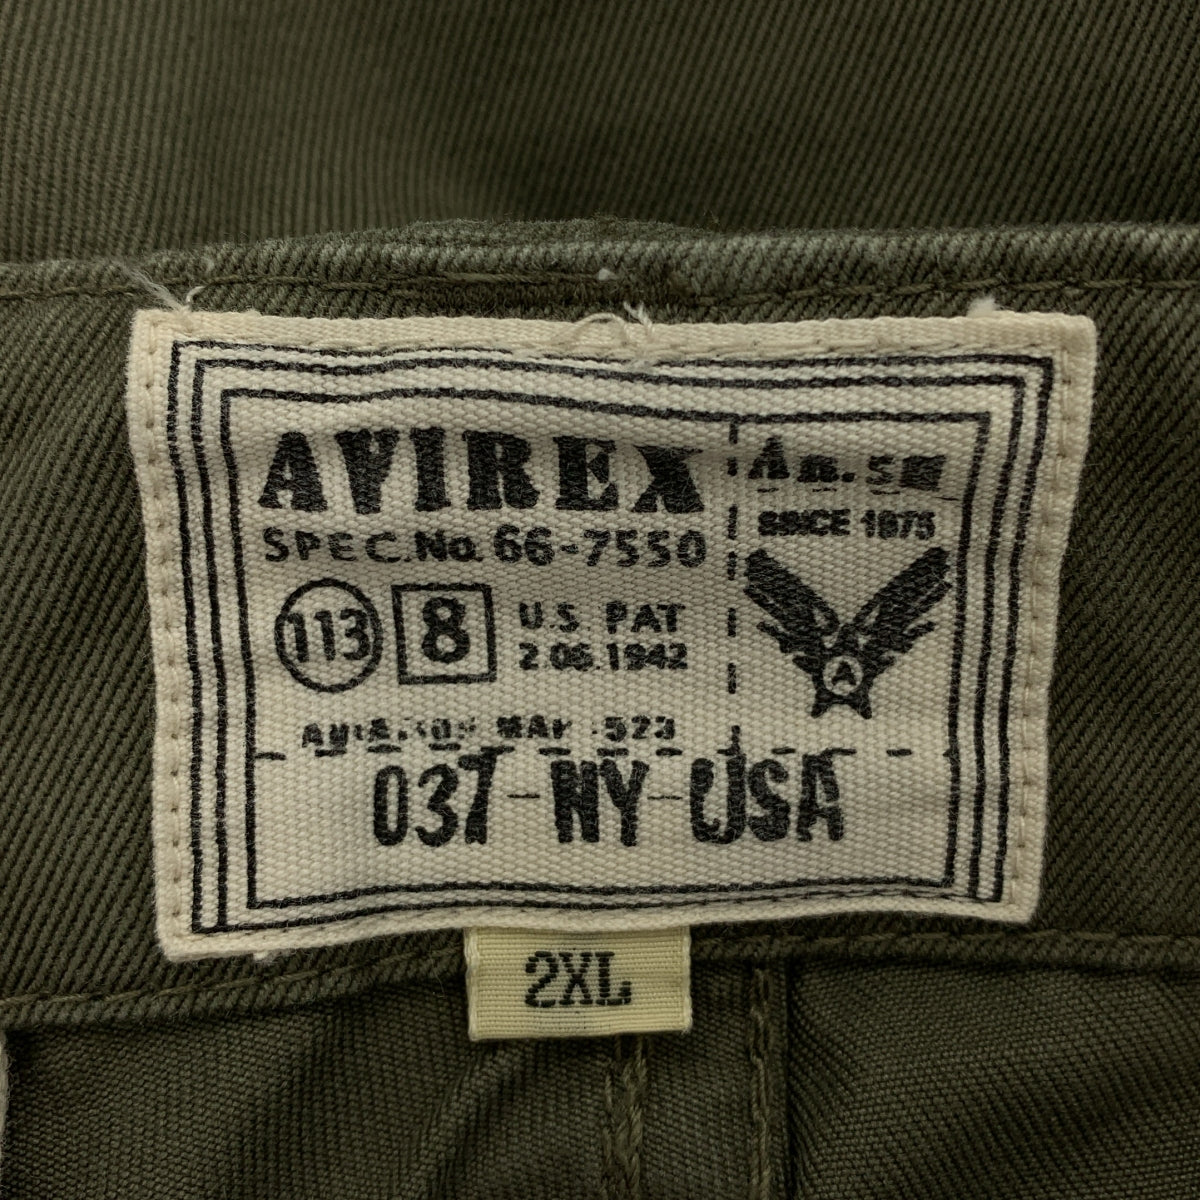 AVIREX
SPEC.No. 66-7550
113 8 U.S PAT
2.06.1942
037-NY-USA
SINCE 1975
A
2XL